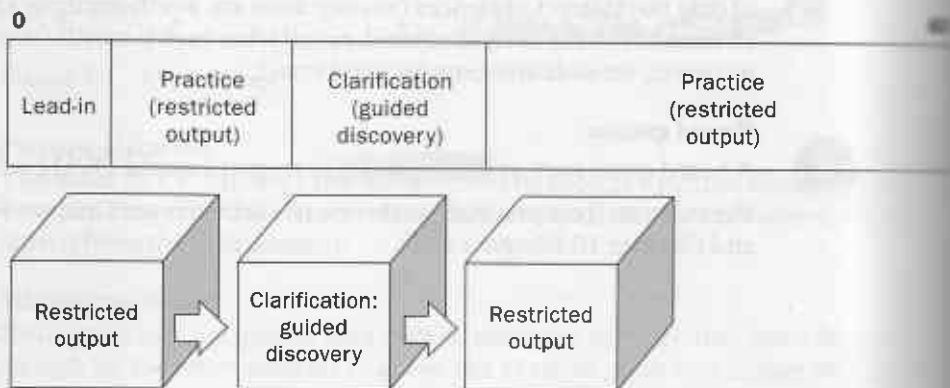 0
Lead-in
Practice
(restricted
output)
Clarification
(guided
discovery)
Practice
(restricted
output)
Restricted
output
Clarification:
guided
discovery
Restricted
output